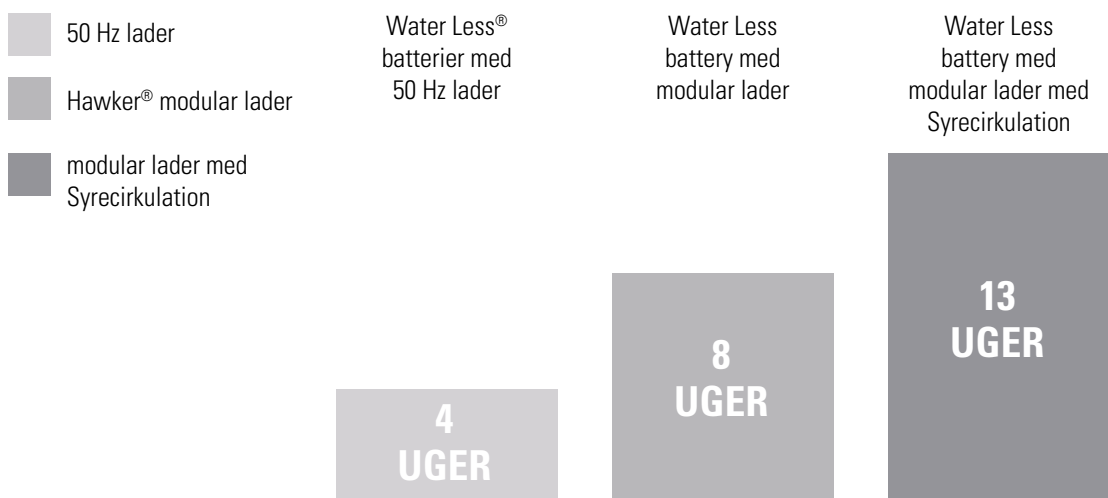 50 Hz lader
Hawker® modular lader
modular lader med
Syrecirkulation
Water Less®
batterier med
50 Hz lader
Water Less
battery med
modular lader
Water Less
battery med
modular lader med
Syrecirkulation
4
UGER
8
UGER
13
UGER